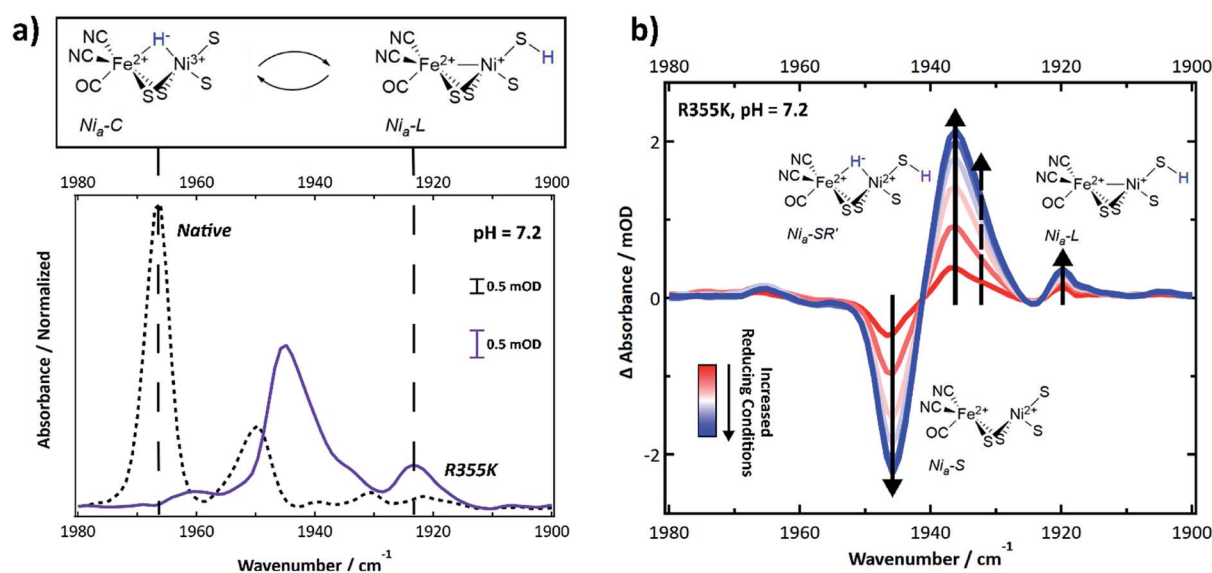 a)
NC
NC
OC
Fe2+
H-
Ni3+
S
S
S
S
Nia-C
NC
NC
OC
Fe2+
Ni+
S
H
S
S
S
Nia-L
1980 1960 1940 1920 1900
Native
pH = 7.2
0.5 mOD
0.5 mOD
R355K
Absorbance / Normalized
1980 1960 1940 1920 1900
Wavenumber / cm-1
b)
1980 1960 1940 1920 1900
R355K, pH = 7.2
NC
NC
OC
Fe2+
H-
Ni2+
S
H
S
S
S
Nia-SR'
NC
NC
OC
Fe2+
Ni+
S
H
S
S
S
Nia-L
2
0
-2
Δ Absorbance / mOD
Increased
Reducing Conditions
NC
NC
OC
Fe2+
Ni2+
S
S
S
S
Nia-S
1980 1960 1940 1920 1900
Wavenumber / cm-1